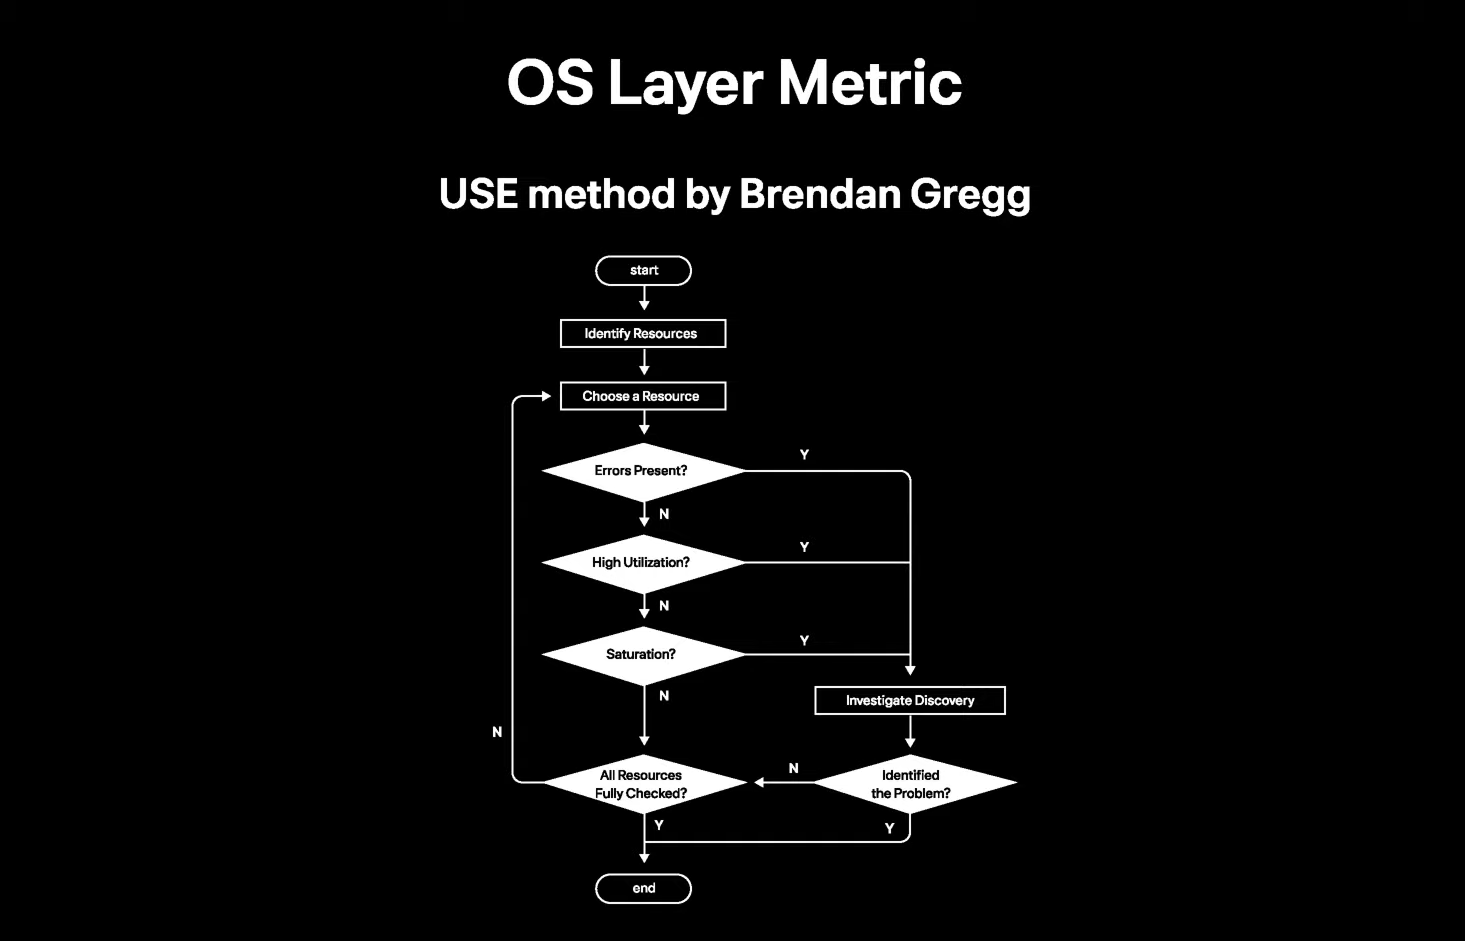 OS Layer Metric
USE method by Brendan Gregg
start
Identify Resources
Choose a Resource
Errors Present?
Y
N
High Utilization?
Y
N
Saturation?
Y
N
Investigate Discovery
N
All Resources
Fully Checked?
N
Identified
the Problem?
Y
Y
end